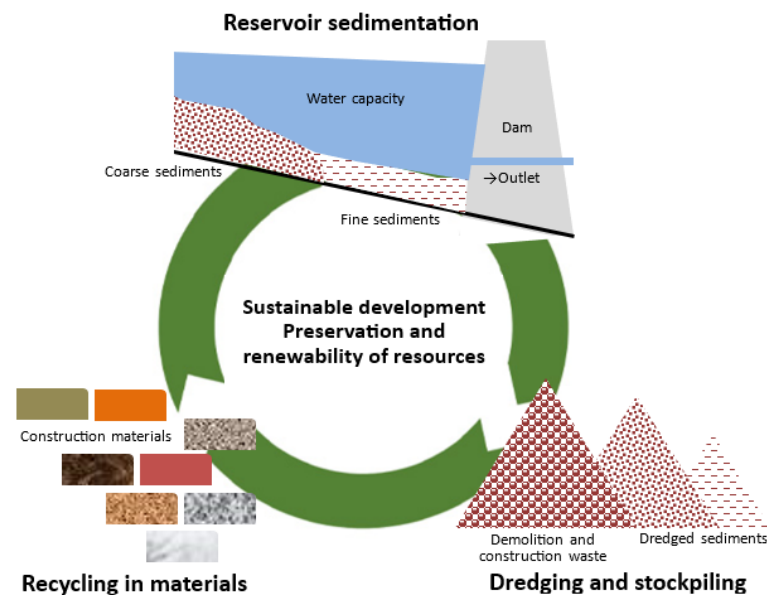 Reservoir sedimentation
Water capacity
Dam
Coarse sediments
→Outlet
Fine sediments
Sustainable development
Preservation and
renewability of resources
Construction materials
Demolition and
construction waste
Dredged sediments
Recycling in materials
Dredging and stockpiling